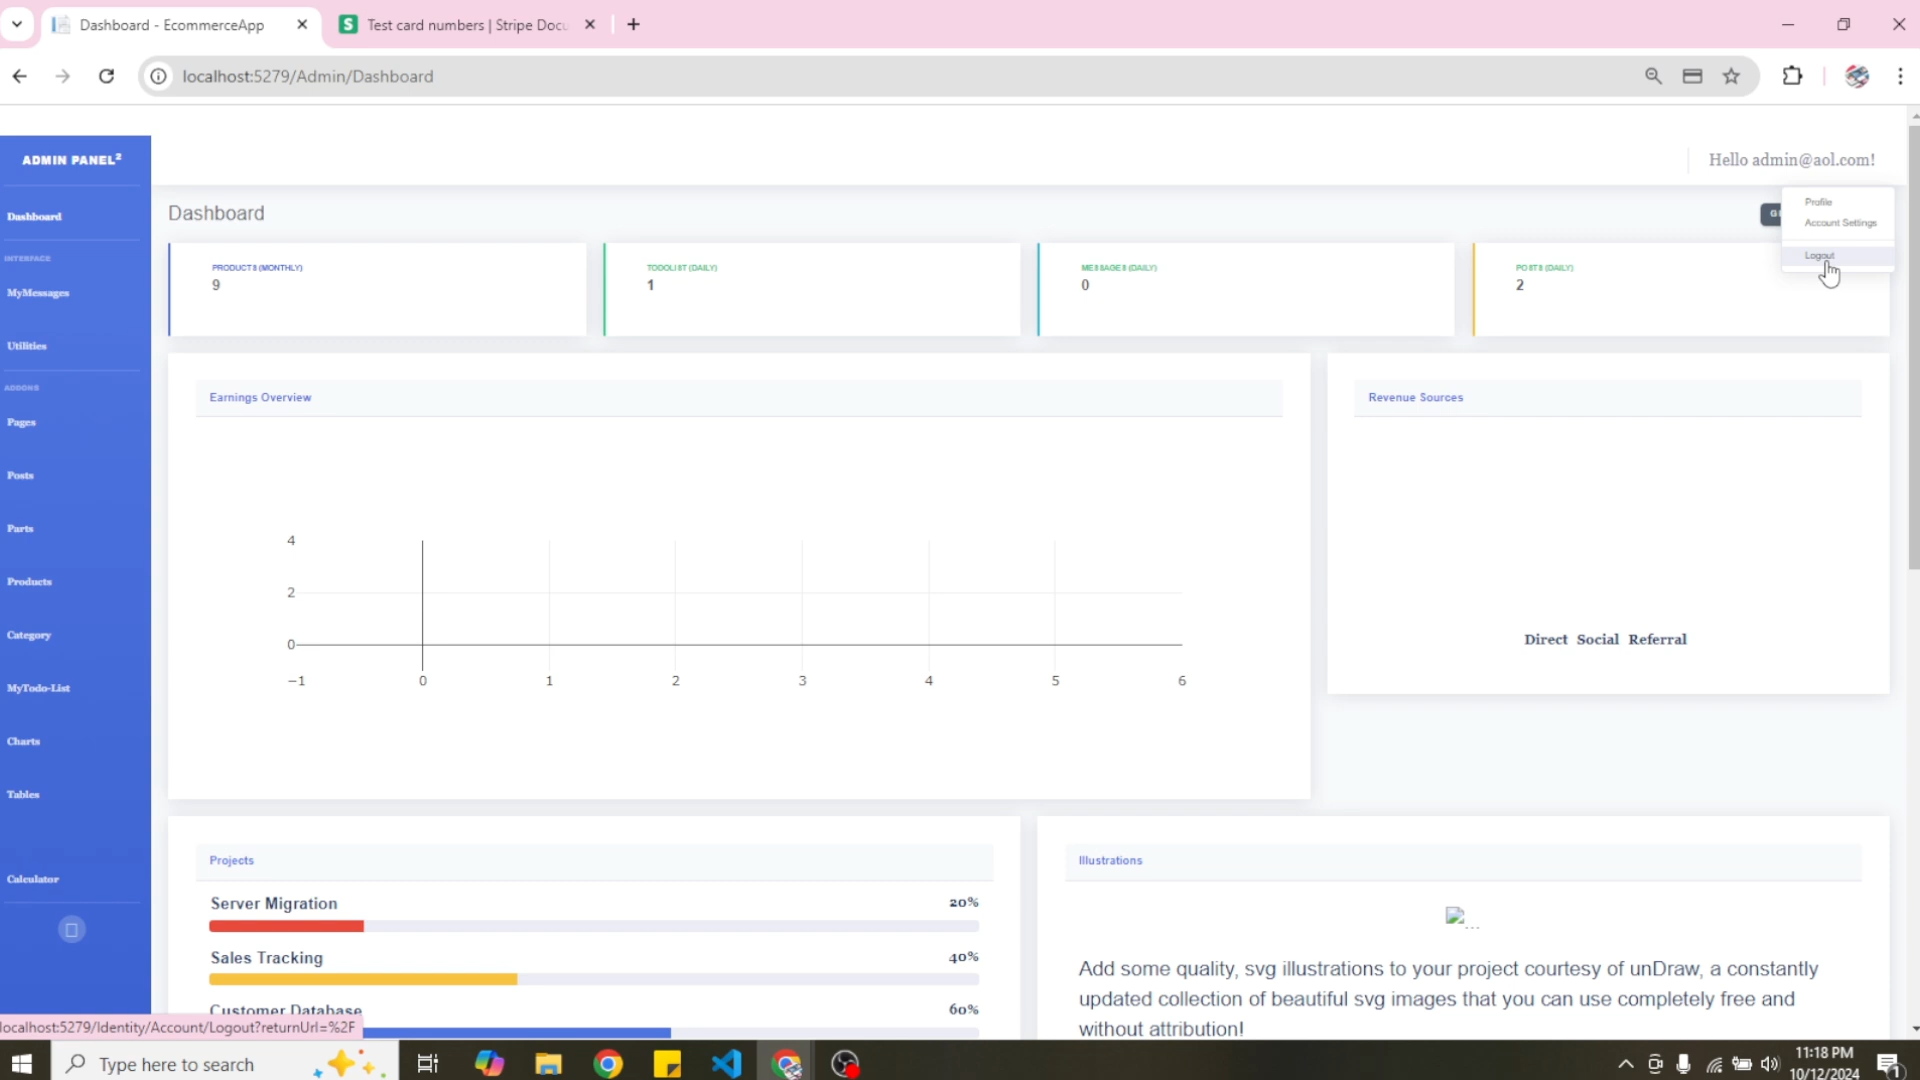 Dashboard - EcommerceApp
Test card numbers | Stripe Docu
localhost:5279/Admin/Dashboard
ADMIN PANEL2
Hello admin@aol.com!
Profile
Account Settings
Logout
Dashboard
INTERFACE
MyMessages
Utilities
ADDONS
Pages
Posts
Parts
Products
Category
MyTodo-List
Charts
Tables
Calculator
Dashboard
PRODUCTS (MONTHLY)
9
TODOLIST (DAILY)
1
MESSAGES (DAILY)
0
POSTS (DAILY)
2
Earnings Overview
4
2
0
−1 0 1 2 3 4 5 6
Revenue Sources
Direct Social Referral
Projects
Server Migration 20%
Sales Tracking 40%
Customer Database 60%
Illustrations
...
Add some quality, svg illustrations to your project courtesy of unDraw, a constantly
updated collection of beautiful svg images that you can use completely free and
without attribution!
localhost:5279/Identity/Account/Logout?returnUrl=%2F
Type here to search
11:18 PM
10/12/2024
1